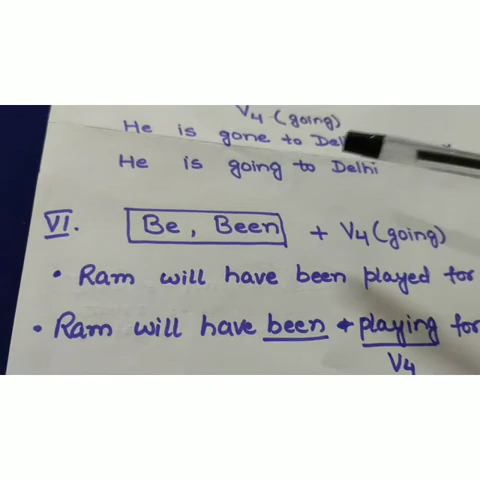 V4 (going)
He is gone to Del
He is going to Delhi
VI. Be, Been + V4 (going)
• Ram will have been played for
• Ram will have been + playing for
V4